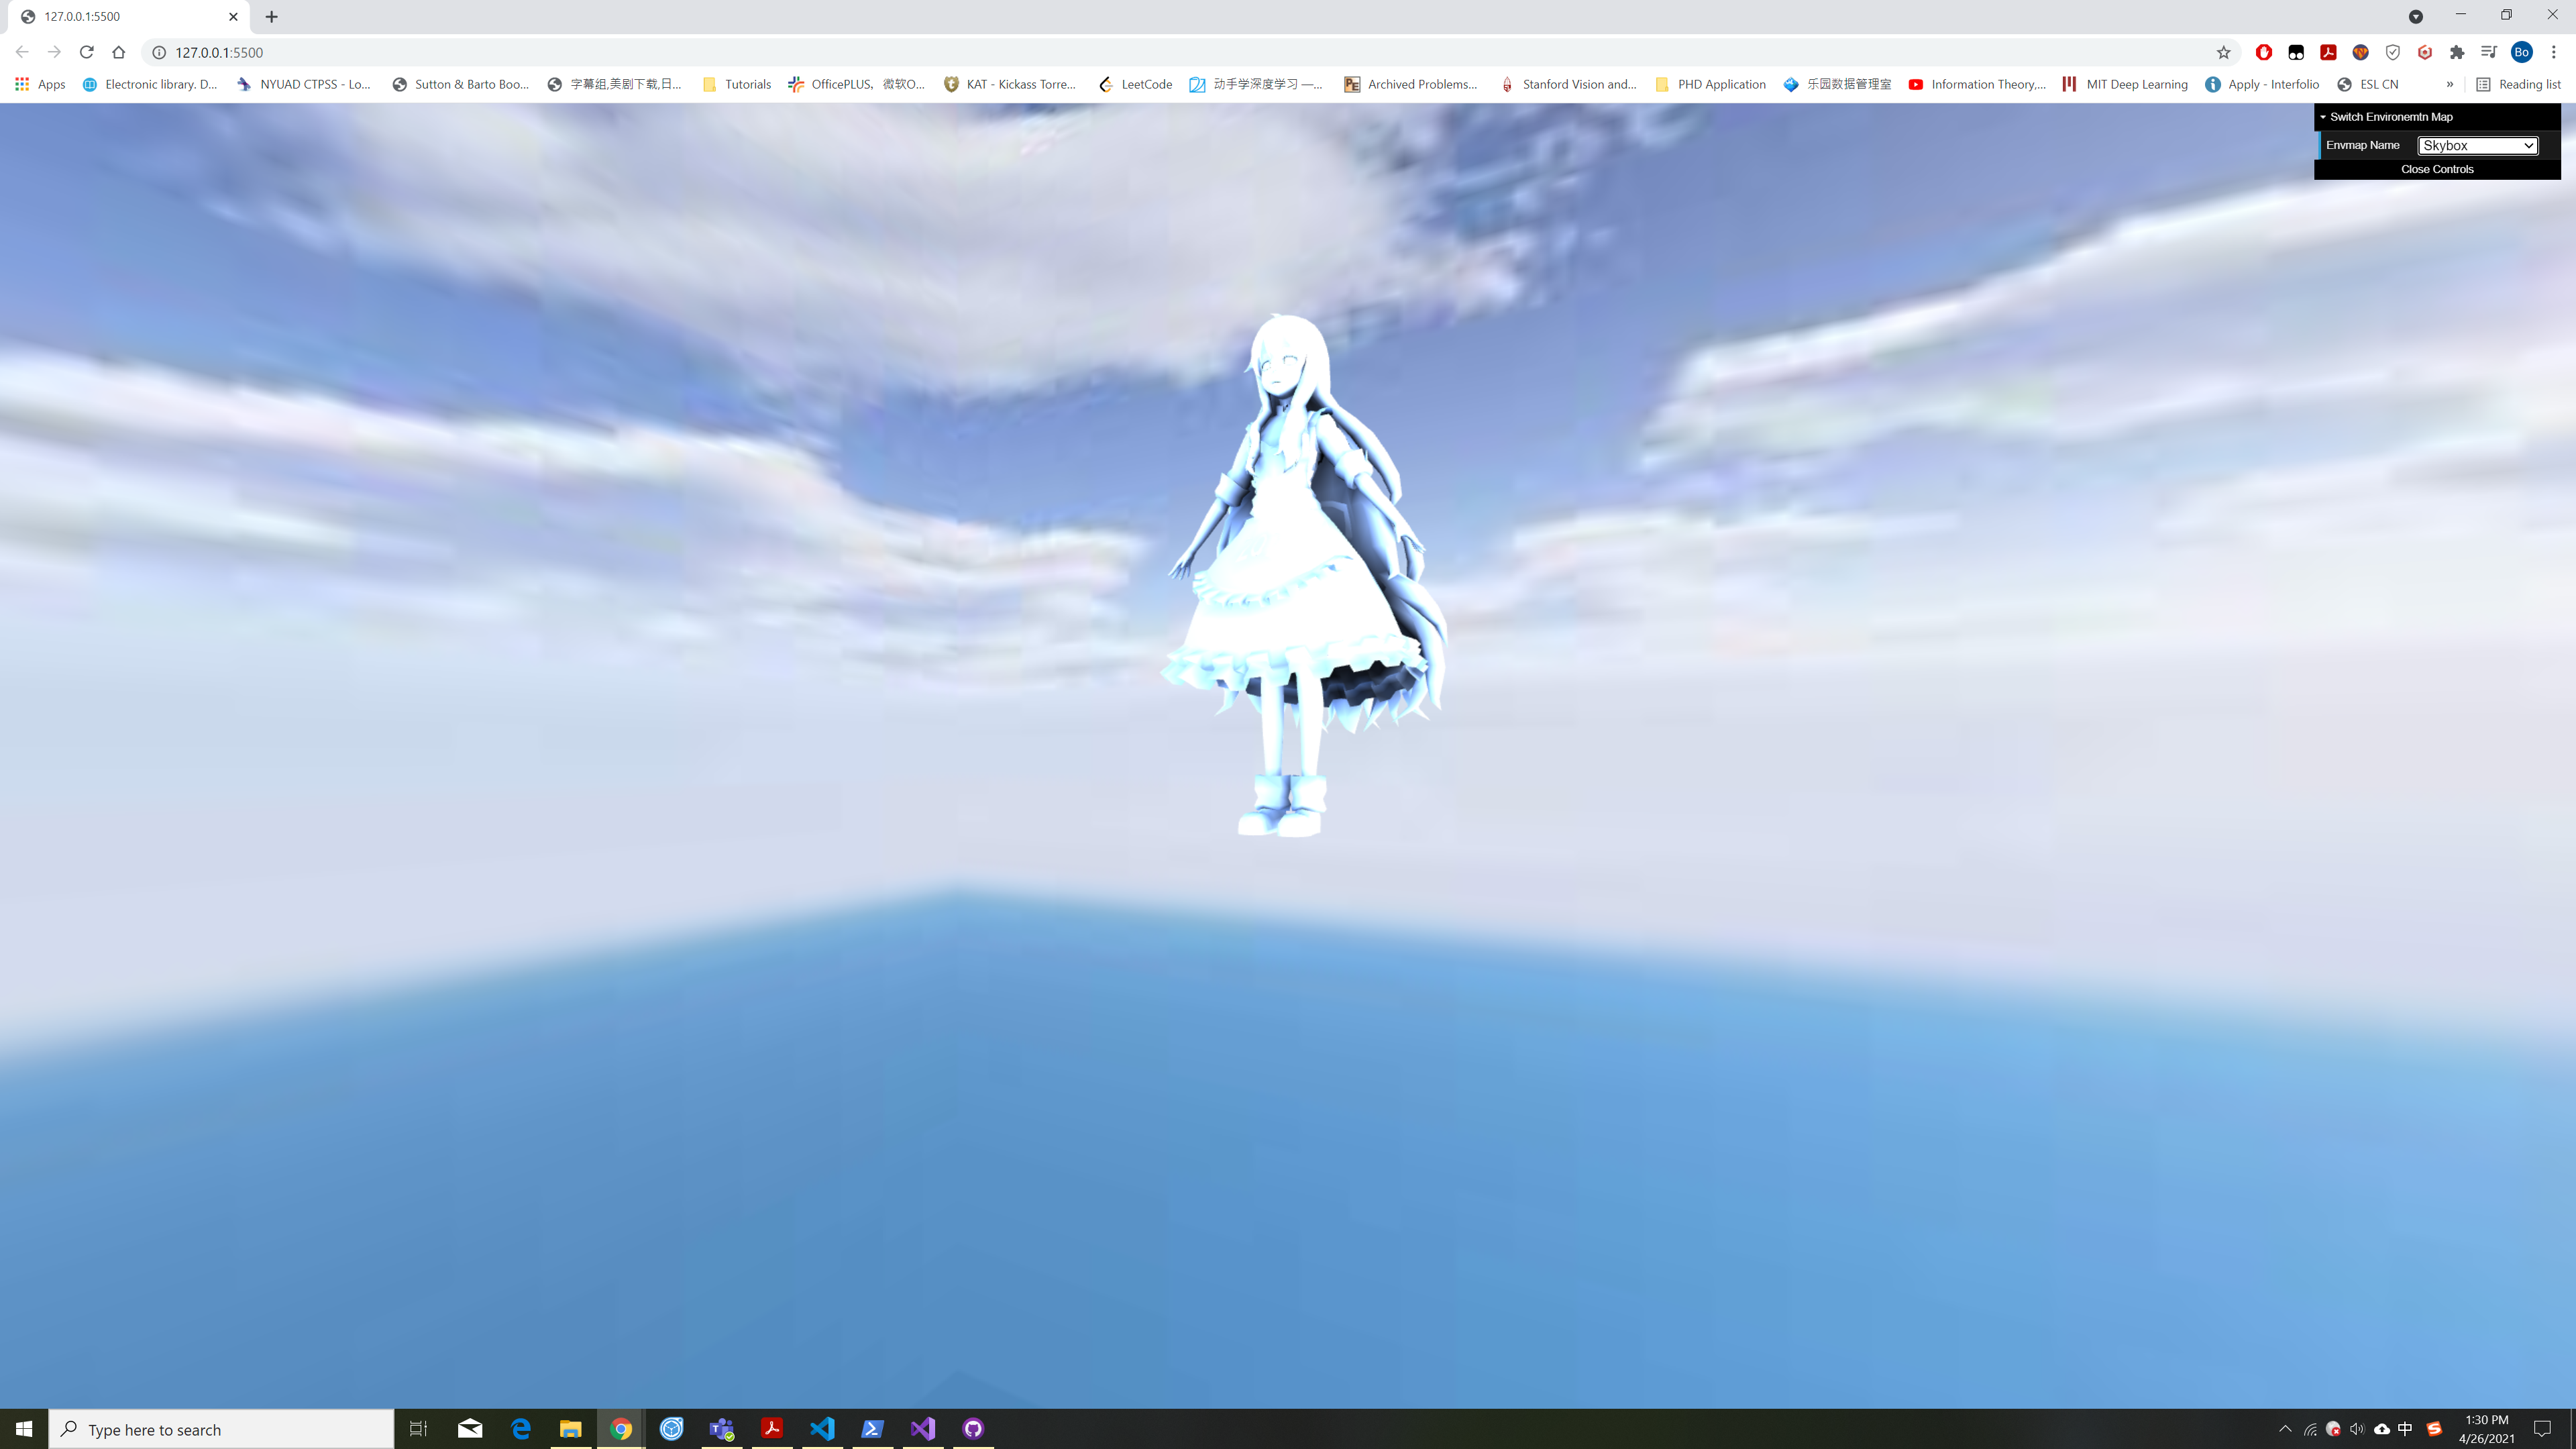 127.0.0.1:5500
127.0.0.1:5500
Bo
Apps
Electronic library. D...
NYUAD CTPSS - Lo...
Sutton & Barto Boo...
字幕组,美剧下载,日...
Tutorials
OfficePLUS，微软O...
KAT - Kickass Torre...
LeetCode
动手学深度学习 —...
PE
Archived Problems...
Stanford Vision and...
PHD Application
乐园数据管理室
Information Theory,...
MIT Deep Learning
Apply - Interfolio
ESL CN
»
Reading list
Switch Environemtn Map
Envmap Name
Skybox
Close Controls
Type here to search
中
1:30 PM
4/26/2021